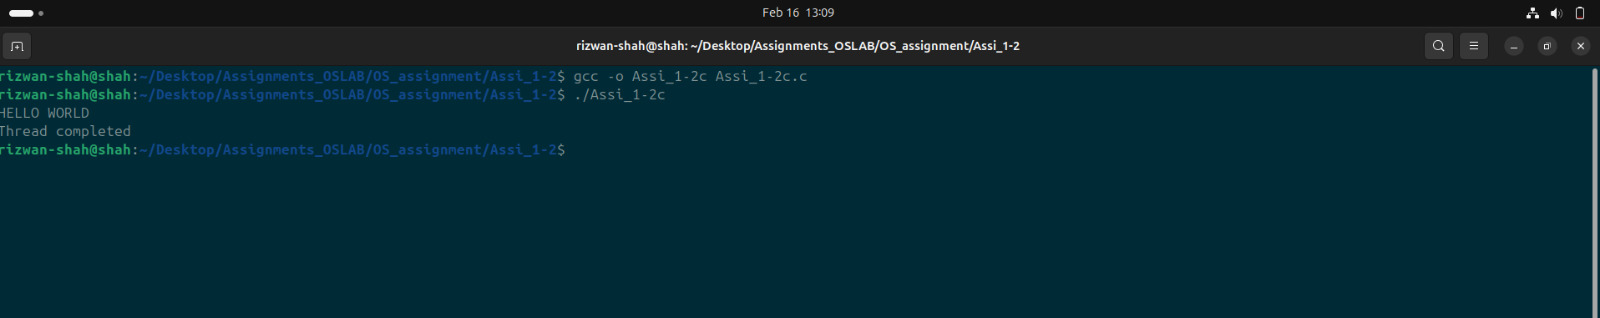 Feb 16 13:09
rizwan-shah@shah: ~/Desktop/Assignments_OSLAB/OS_assignment/Assi_1-2
rizwan-shah@shah:~/Desktop/Assignments_OSLAB/OS_assignment/Assi_1-2$ gcc -o Assi_1-2c Assi_1-2c.c
rizwan-shah@shah:~/Desktop/Assignments_OSLAB/OS_assignment/Assi_1-2$ ./Assi_1-2c
HELLO WORLD
Thread completed
rizwan-shah@shah:~/Desktop/Assignments_OSLAB/OS_assignment/Assi_1-2$